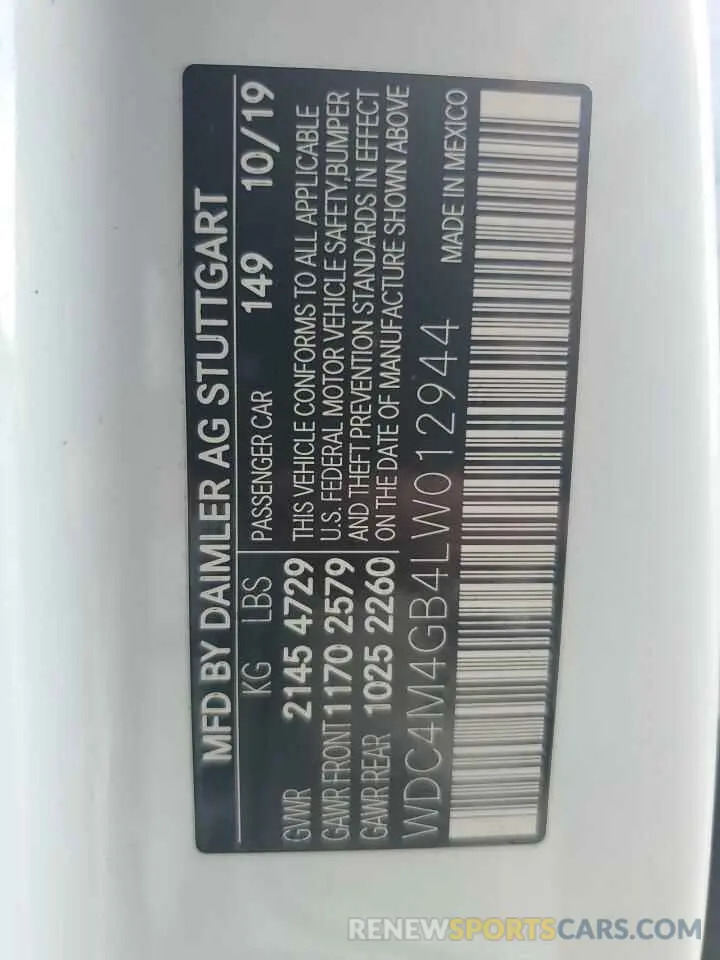 MFD BY DAIMLER AG STUTTGART
KG LBS PASSENGER CAR 149 10/19
GVWR 2145 4729 THIS VEHICLE CONFORMS TO ALL APPLICABLE
GAWR FRONT 1170 2579 U.S. FEDERAL MOTOR VEHICLE SAFETY, BUMPER
AND THEFT PREVENTION STANDARDS IN EFFECT
GAWR REAR 1025 2260 ON THE DATE OF MANUFACTURE SHOWN ABOVE
WDC4M4GB4LW012944 MADE IN MEXICO
RENEWSPORTSCARS.COM